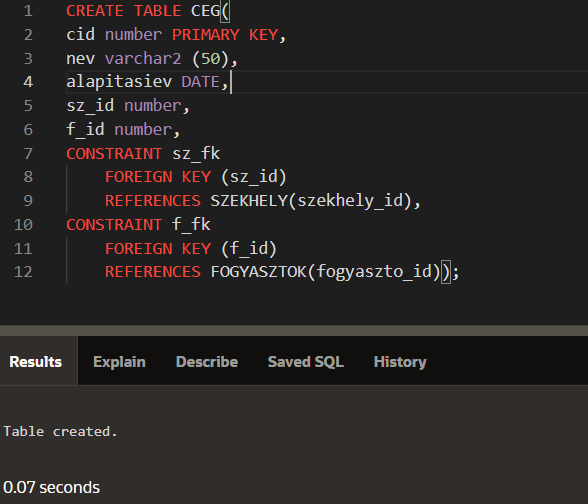 1 CREATE TABLE CEG(
2 cid number PRIMARY KEY,
3 nev varchar2 (50),
4 alapitasiev DATE,
5 sz_id number,
6 f_id number,
7 CONSTRAINT sz_fk
8 FOREIGN KEY (sz_id)
9 REFERENCES SZEKHELY(szekhely_id),
10 CONSTRAINT f_fk
11 FOREIGN KEY (f_id)
12 REFERENCES FOGYASZTOK(fogyaszto_id));
Results Explain Describe Saved SQL History
Table created.
0.07 seconds